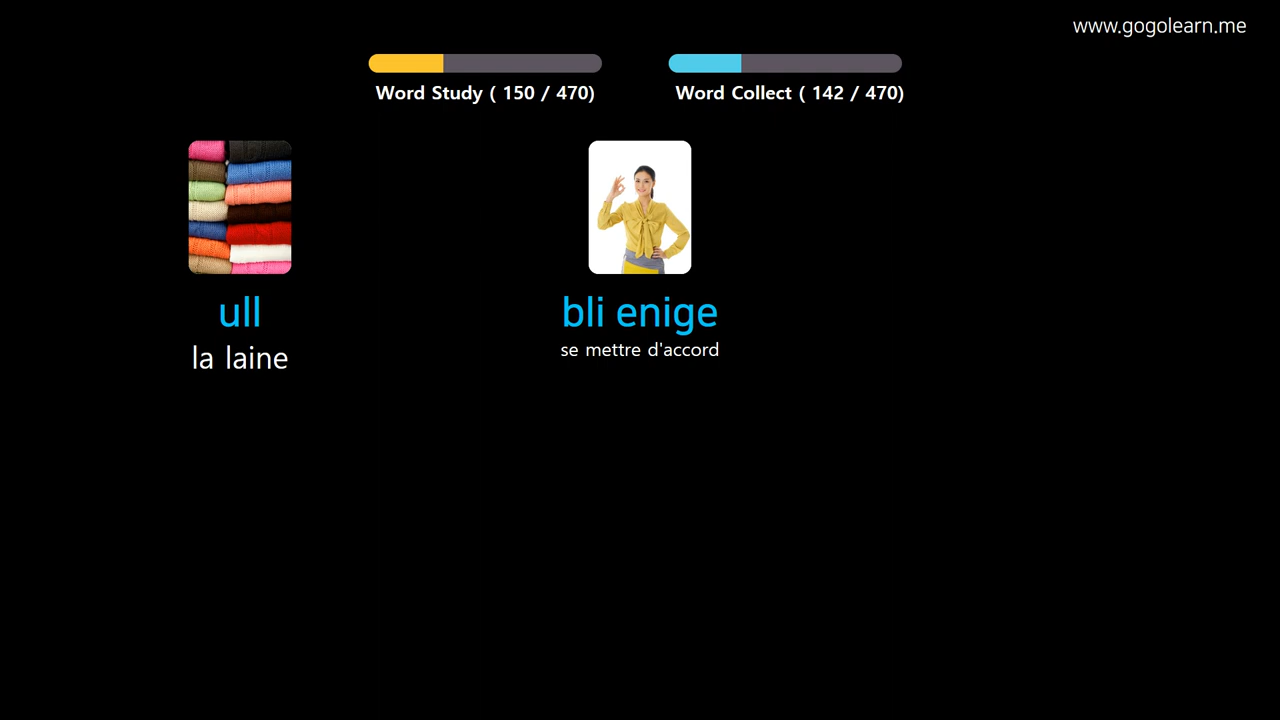 www.gogolearn.me
Word Study ( 150 / 470)
Word Collect ( 142 / 470)
ull
la laine
bli enige
se mettre d'accord